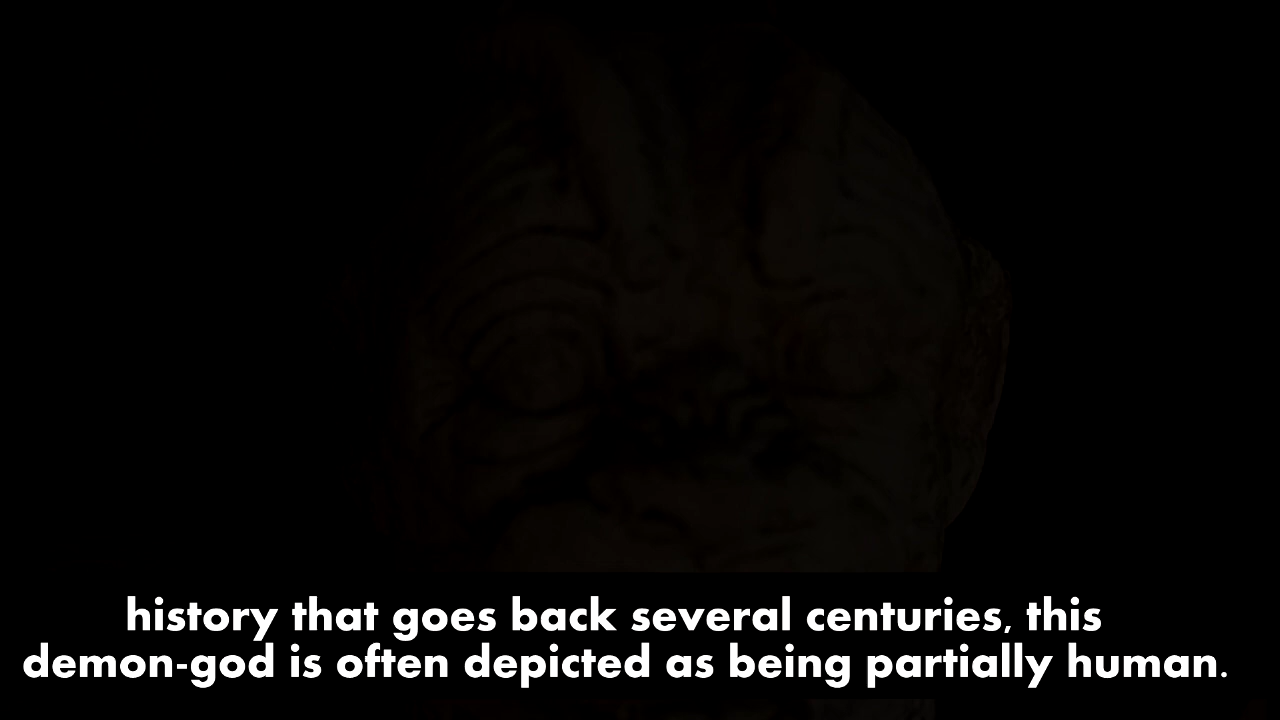 history that goes back several centuries, this
demon-god is often depicted as being partially human.